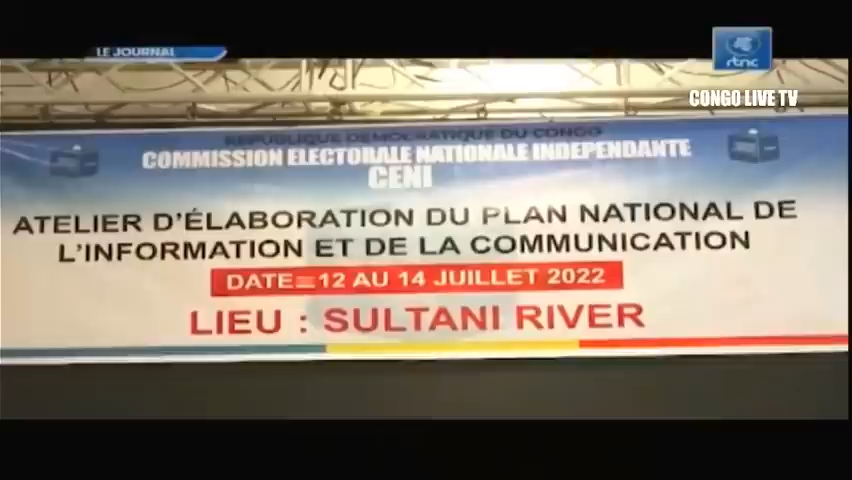 LE JOURNAL
rtnc
CONGO LIVE TV
REPUBLIQUE DEMOCRATIQUE DU CONGO
COMMISSION ELECTORALE NATIONALE INDEPENDANTE
CENI
ATELIER D'ÉLABORATION DU PLAN NATIONAL DE
L'INFORMATION ET DE LA COMMUNICATION
DATE=12 AU 14 JUILLET 2022
LIEU : SULTANI RIVER